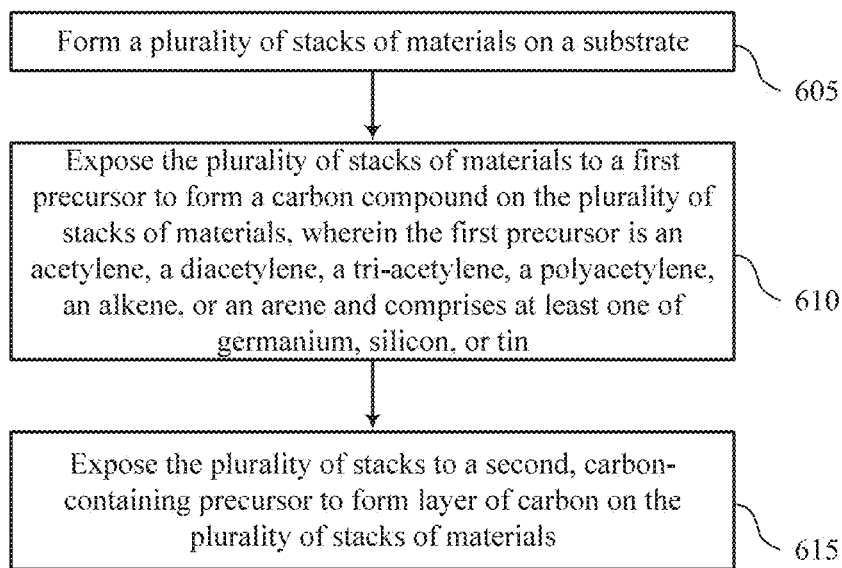 Form a plurality of stacks of materials on a substrate
605
Expose the plurality of stacks of materials to a first
precursor to form a carbon compound on the plurality of
stacks of materials, wherein the first precursor is an
acetylene, a diacetylene, a tri-acetylene, a polyacetylene,
an alkene, or an arene and comprises at least one of
germanium, silicon, or tin
610
Expose the plurality of stacks to a second, carbon-
containing precursor to form layer of carbon on the
plurality of stacks of materials
615